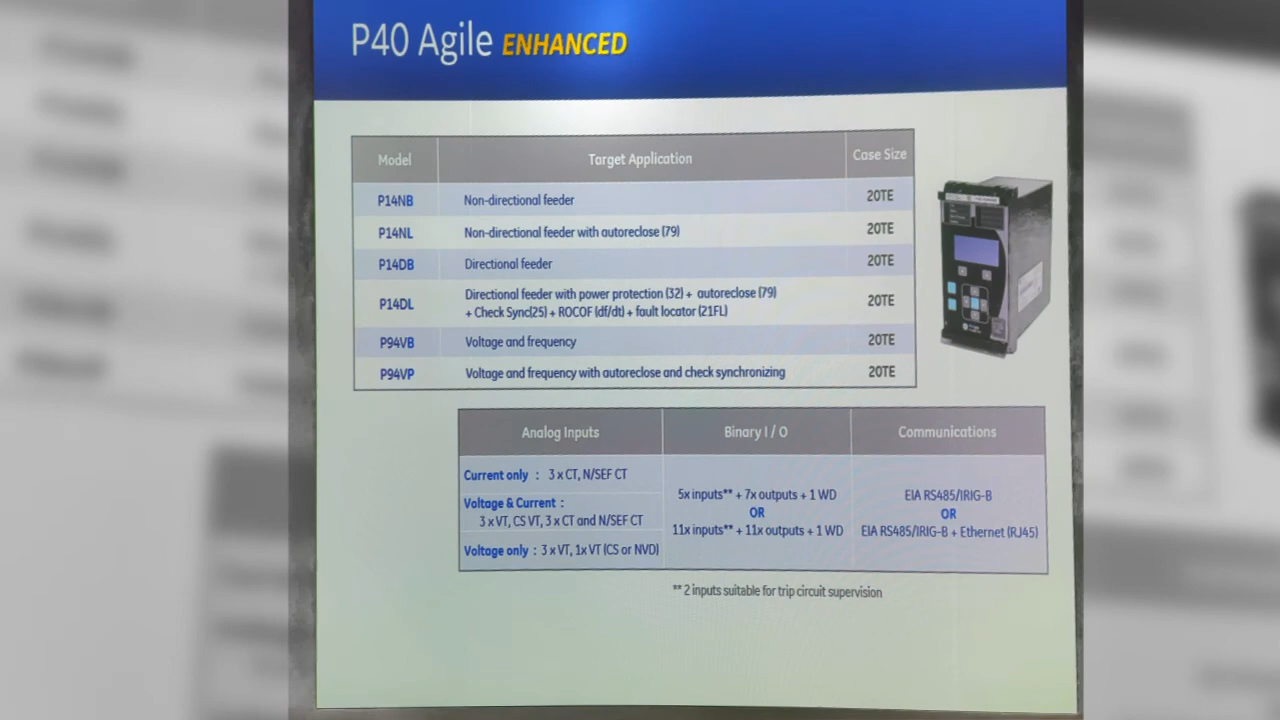 P40 Agile ENHANCED
Model Target Application Case Size
P14NB Non-directional feeder 20TE
P14NL Non-directional feeder with autoreclose (79) 20TE
P14DB Directional feeder 20TE
P14DL Directional feeder with power protection (32) + autoreclose (79)
+ Check Sync(25) + ROCOF (df/dt) + fault locator (21FL) 20TE
P94VB Voltage and frequency 20TE
P94VP Voltage and frequency with autoreclose and check synchronizing 20TE
Analog Inputs Binary I / O Communications
Current only : 3 x CT, N/SEF CT
Voltage & Current :
3 x VT, CS VT, 3 x CT and N/SEF CT
Voltage only : 3 x VT, 1x VT (CS or NVD)
5x inputs** + 7x outputs + 1 WD
OR
11x inputs** + 11x outputs + 1 WD
EIA RS485/IRIG-B
OR
EIA RS485/IRIG-B + Ethernet (RJ45)
** 2 inputs suitable for trip circuit supervision